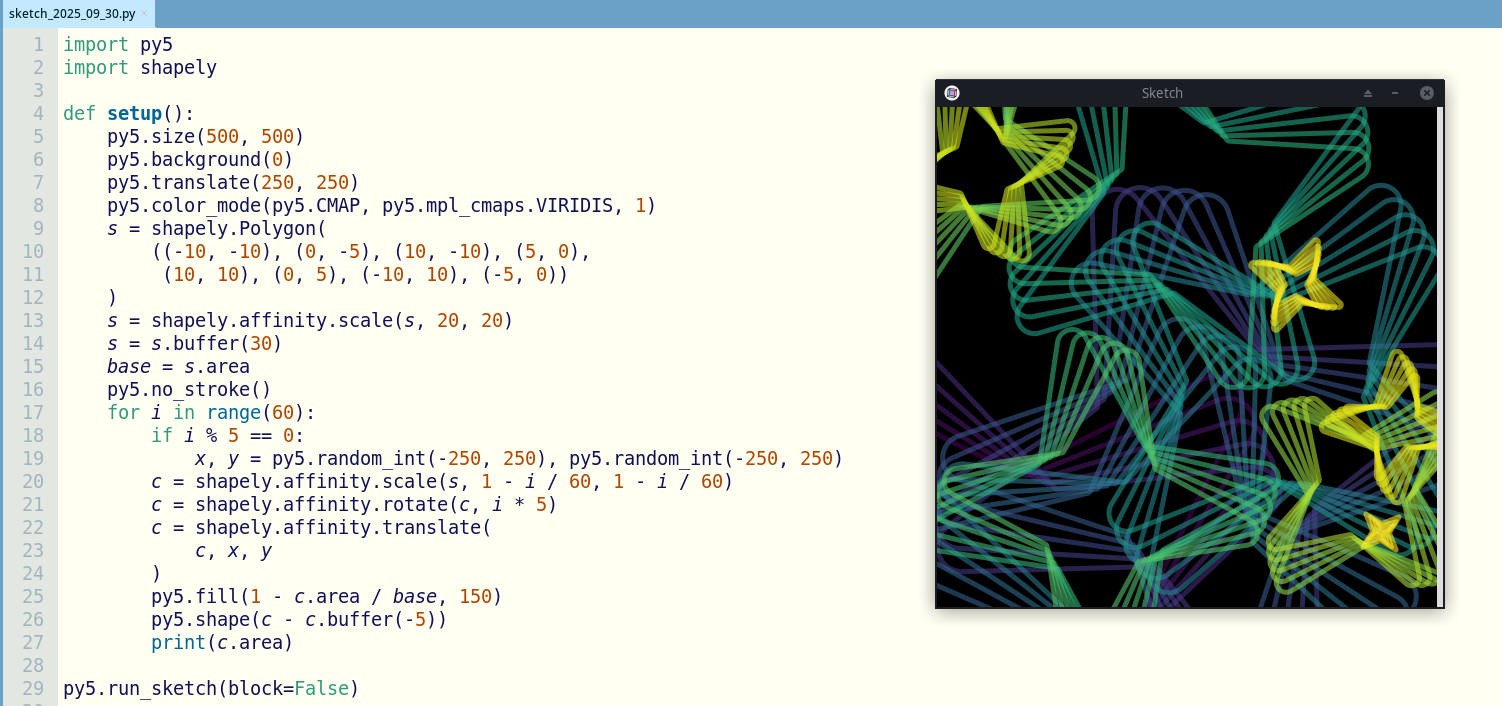 sketch_2025_09_30.py ×
1 import py5
2 import shapely
3
4 def setup():
5     py5.size(500, 500)
6     py5.background(0)
7     py5.translate(250, 250)
8     py5.color_mode(py5.CMAP, py5.mpl_cmaps.VIRIDIS, 1)
9     s = shapely.Polygon(
10         ((-10, -10), (0, -5), (10, -10), (5, 0),
11          (10, 10), (0, 5), (-10, 10), (-5, 0))
12     )
13     s = shapely.affinity.scale(s, 20, 20)
14     s = s.buffer(30)
15     base = s.area
16     py5.no_stroke()
17     for i in range(60):
18         if i % 5 == 0:
19             x, y = py5.random_int(-250, 250), py5.random_int(-250, 250)
20         c = shapely.affinity.scale(s, 1 - i / 60, 1 - i / 60)
21         c = shapely.affinity.rotate(c, i * 5)
22         c = shapely.affinity.translate(
23             c, x, y
24         )
25         py5.fill(1 - c.area / base, 150)
26         py5.shape(c - c.buffer(-5))
27         print(c.area)
28
29 py5.run_sketch(block=False)
Sketch